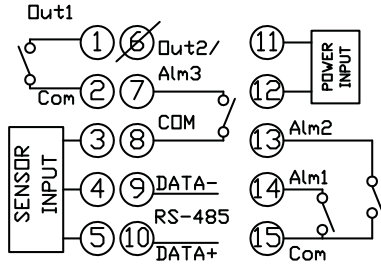 Out1
1 6 Out2/ 11 POWER INPUT
Com 2 7 Alm3 12
3 8 COM 13 Alm2
SENSOR INPUT
4 9 DATA- 14 Alm1
RS-485
5 10 DATA+ 15 Com